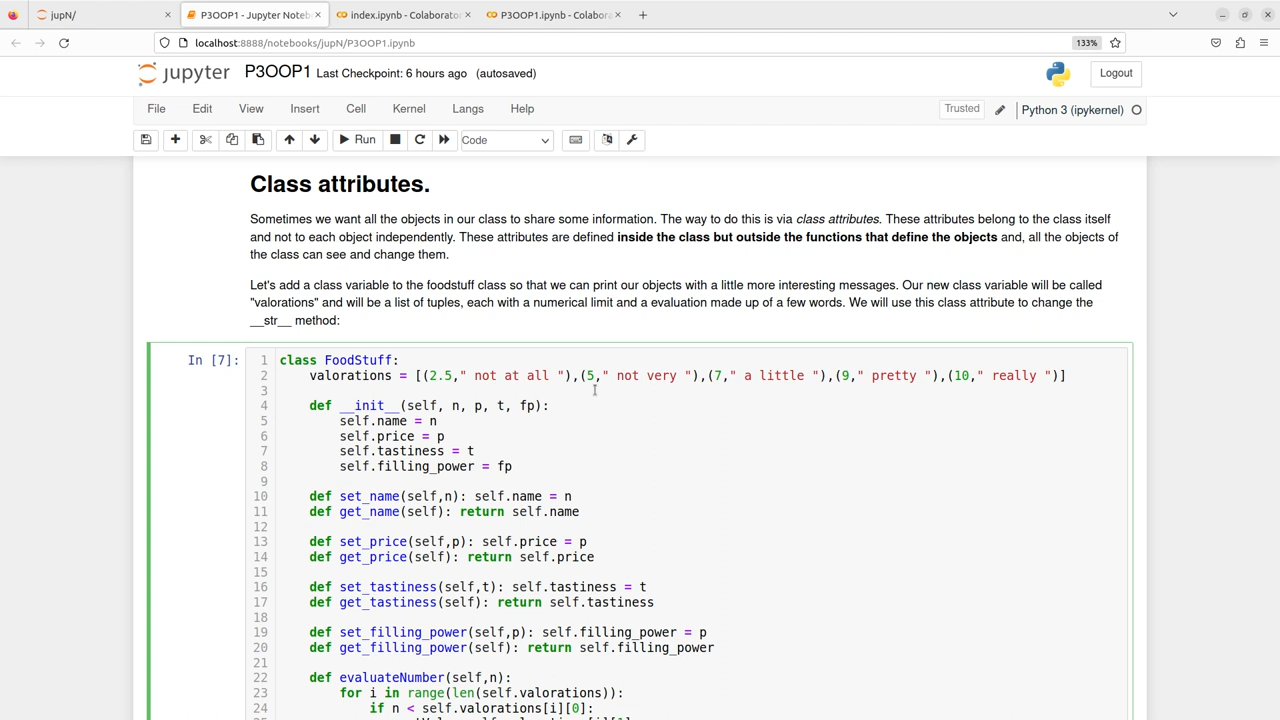 jupN/
P3OOP1 - Jupyter Noteb
index.ipynb - Colaborator
P3OOP1.ipynb - Colabora
localhost:8888/notebooks/jupN/P3OOP1.ipynb
133%
jupyter
P3OOP1 Last Checkpoint: 6 hours ago (autosaved)
Logout
File Edit View Insert Cell Kernel Langs Help
Trusted
Python 3 (ipykernel)
Run
Code
Class attributes.
Sometimes we want all the objects in our class to share some information. The way to do this is via class attributes. These attributes belong to the class itself
and not to each object independently. These attributes are defined inside the class but outside the functions that define the objects and, all the objects of
the class can see and change them.
Let's add a class variable to the foodstuff class so that we can print our objects with a little more interesting messages. Our new class variable will be called
"valorations" and will be a list of tuples, each with a numerical limit and a evaluation made up of a few words. We will use this class attribute to change the
__str__ method:
In [7]:
1 class FoodStuff:
2     valorations = [(2.5," not at all "),(5," not very "),(7," a little "),(9," pretty "),(10," really ")]
3
4     def __init__(self, n, p, t, fp):
5         self.name = n
6         self.price = p
7         self.tastiness = t
8         self.filling_power = fp
9
10     def set_name(self,n): self.name = n
11     def get_name(self): return self.name
12
13     def set_price(self,p): self.price = p
14     def get_price(self): return self.price
15
16     def set_tastiness(self,t): self.tastiness = t
17     def get_tastiness(self): return self.tastiness
18
19     def set_filling_power(self,p): self.filling_power = p
20     def get_filling_power(self): return self.filling_power
21
22     def evaluateNumber(self,n):
23         for i in range(len(self.valorations)):
24             if n < self.valorations[i][0]: